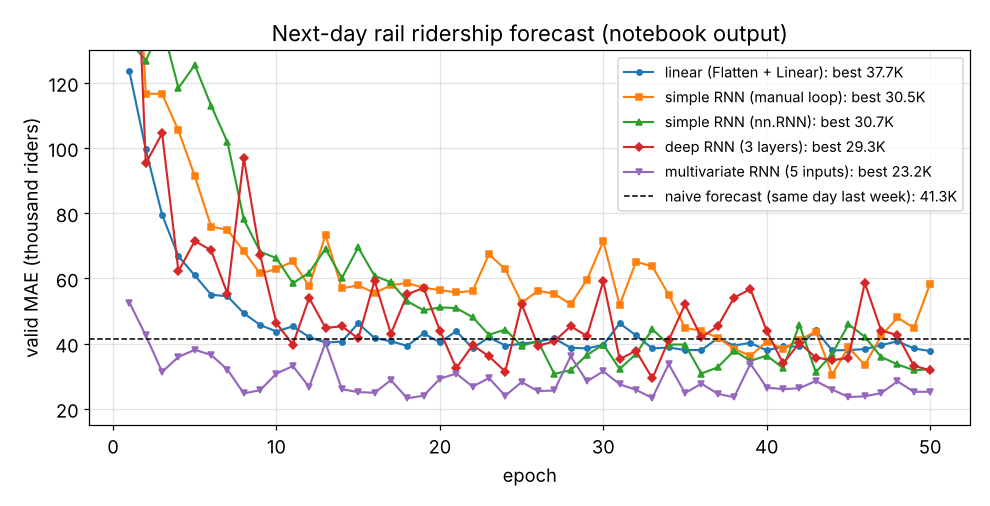 Next-day rail ridership forecast (notebook output)
valid MAE (thousand riders)
120
100
80
60
40
20
linear (Flatten + Linear): best 37.7K
simple RNN (manual loop): best 30.5K
simple RNN (nn.RNN): best 30.7K
deep RNN (3 layers): best 29.3K
multivariate RNN (5 inputs): best 23.2K
naive forecast (same day last week): 41.3K
0 10 20 30 40 50
epoch